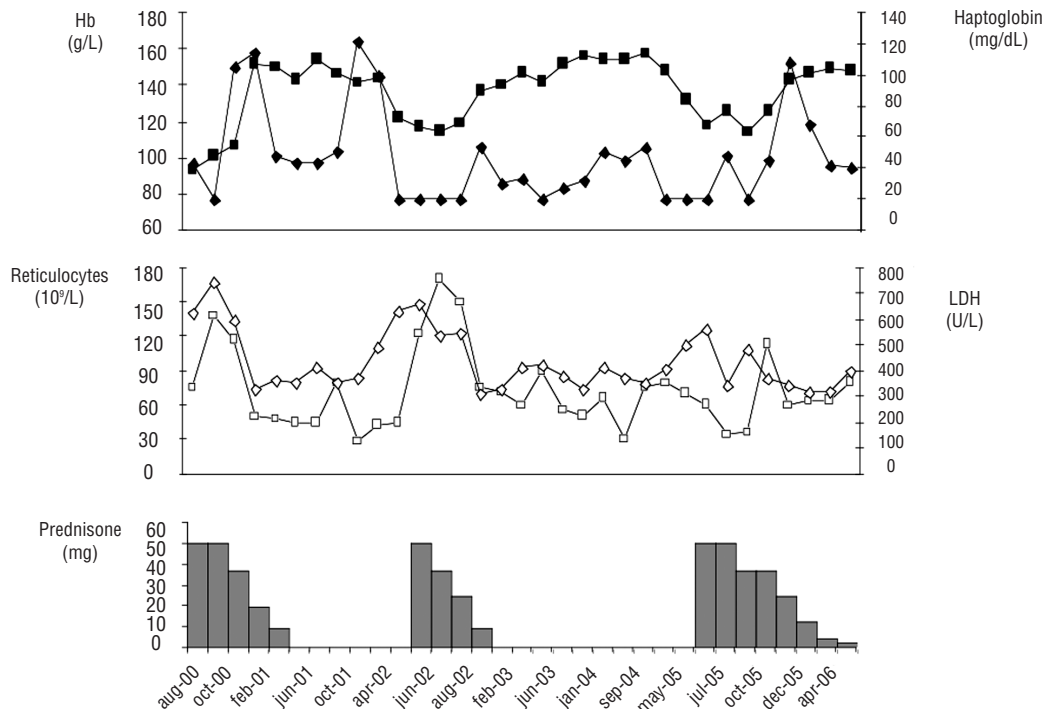 Hb
(g/L)
180
160
140
120
100
80
60
140
120
100
80
60
40
20
0
Haptoglobin
(mg/dL)
Reticulocytes
(10⁹/L)
180
150
120
90
60
30
0
800
700
600
500
400
300
200
100
0
LDH
(U/L)
Prednisone
(mg)
60
50
40
30
20
10
0
aug-00
oct-00
feb-01
jun-01
oct-01
apr-02
jun-02
aug-02
feb-03
jun-03
jan-04
sep-04
may-05
jul-05
oct-05
dec-05
apr-06